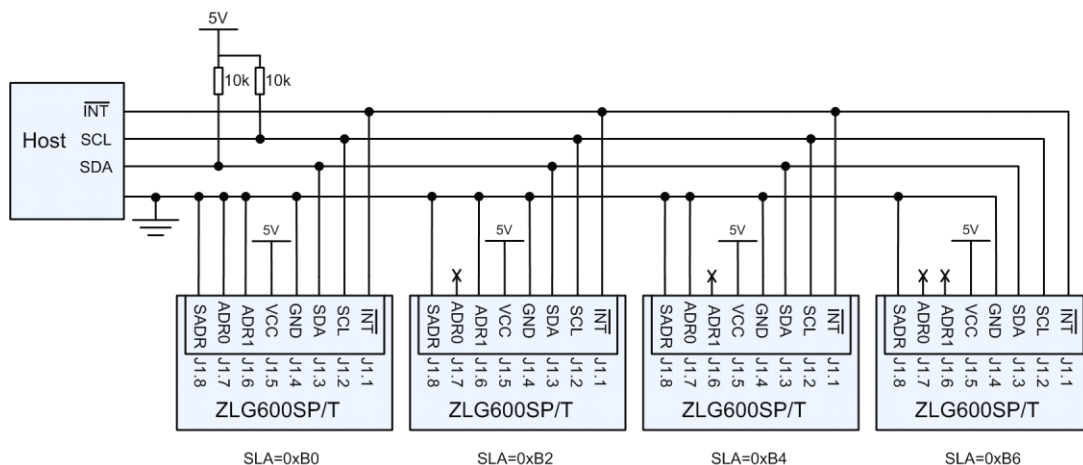 5V
10k 10k
INT
Host SCL
SDA
5V 5V 5V 5V
SADR ADR0 ADR1 VCC GND SDA SCL INT
J1.8 J1.7 J1.6 J1.5 J1.4 J1.3 J1.2 J1.1
ZLG600SP/T
SLA=0xB0
SADR ADR0 ADR1 VCC GND SDA SCL INT
J1.8 J1.7 J1.6 J1.5 J1.4 J1.3 J1.2 J1.1
ZLG600SP/T
SLA=0xB2
SADR ADR0 ADR1 VCC GND SDA SCL INT
J1.8 J1.7 J1.6 J1.5 J1.4 J1.3 J1.2 J1.1
ZLG600SP/T
SLA=0xB4
SADR ADR0 ADR1 VCC GND SDA SCL INT
J1.8 J1.7 J1.6 J1.5 J1.4 J1.3 J1.2 J1.1
ZLG600SP/T
SLA=0xB6